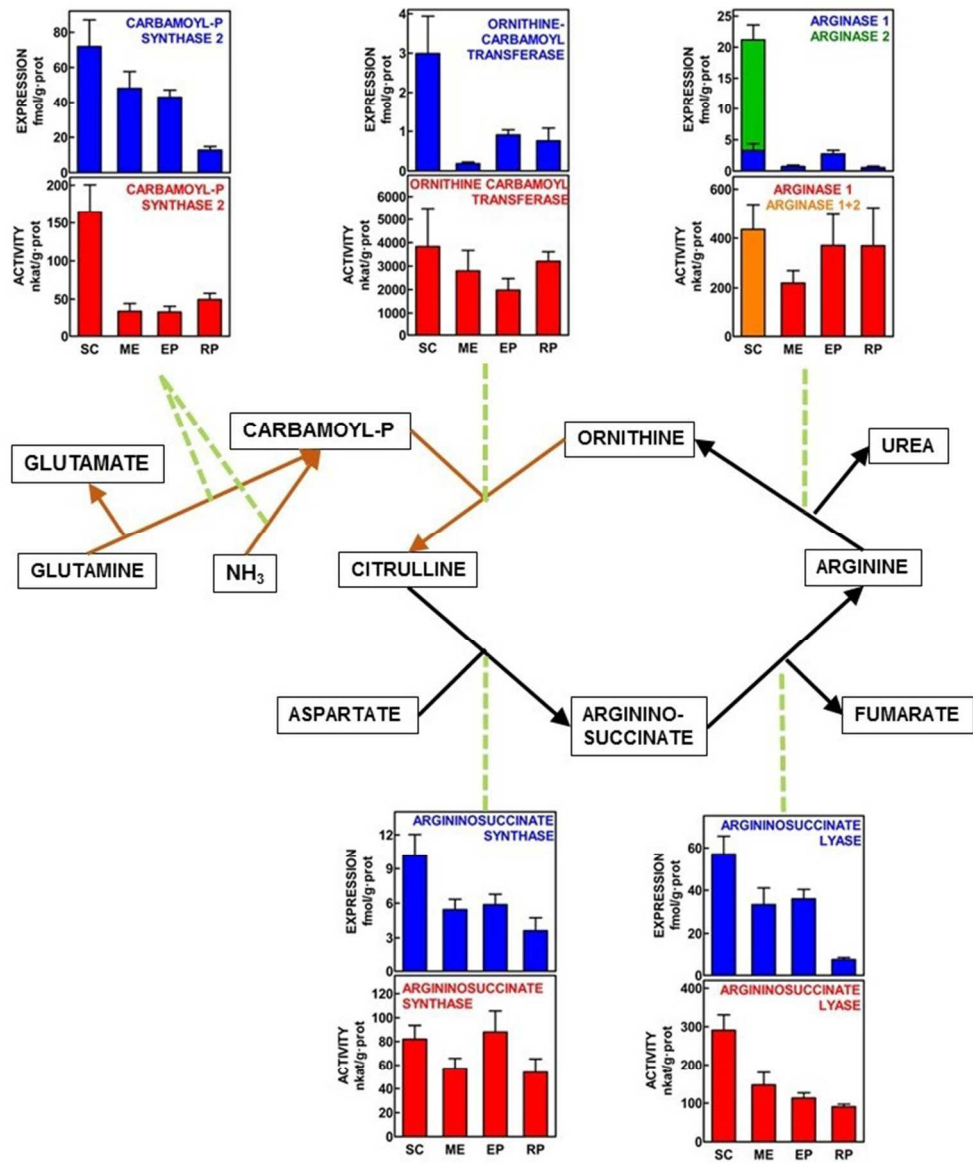 CARBAMOYL-P
SYNTHASE 2
EXPRESSION
fmol/g·prot
80
60
40
20
0
CARBAMOYL-P
SYNTHASE 2
ACTIVITY
nkat/g·prot
200
150
100
50
0
SC ME EP RP
ORNITHINE-
CARBAMOYL
TRANSFERASE
EXPRESSION
fmol/g·prot
4
3
2
1
0
ORNITHINE CARBAMOYL
TRANSFERASE
ACTIVITY
nkat/g·prot
6000
5000
4000
3000
2000
1000
0
SC ME EP RP
ARGINASE 1
ARGINASE 2
EXPRESSION
fmol/g·prot
25
20
15
10
5
0
ARGINASE 1
ARGINASE 1+2
ACTIVITY
nkat/g·prot
600
400
200
0
SC ME EP RP
CARBAMOYL-P
ORNITHINE
UREA
GLUTAMATE
GLUTAMINE
NH₃
CITRULLINE
ARGININE
ASPARTATE
ARGININO-
SUCCINATE
FUMARATE
ARGININOSUCCINATE
SYNTHASE
EXPRESSION
fmol/g·prot
12
9
6
3
0
ARGININOSUCCINATE
SYNTHASE
ACTIVITY
nkat/g·prot
120
100
80
60
40
20
0
SC ME EP RP
ARGININOSUCCINATE
LYASE
EXPRESSION
fmol/g·prot
60
40
20
0
ARGININOSUCCINATE
LYASE
ACTIVITY
nkat/g·prot
400
300
200
100
0
SC ME EP RP